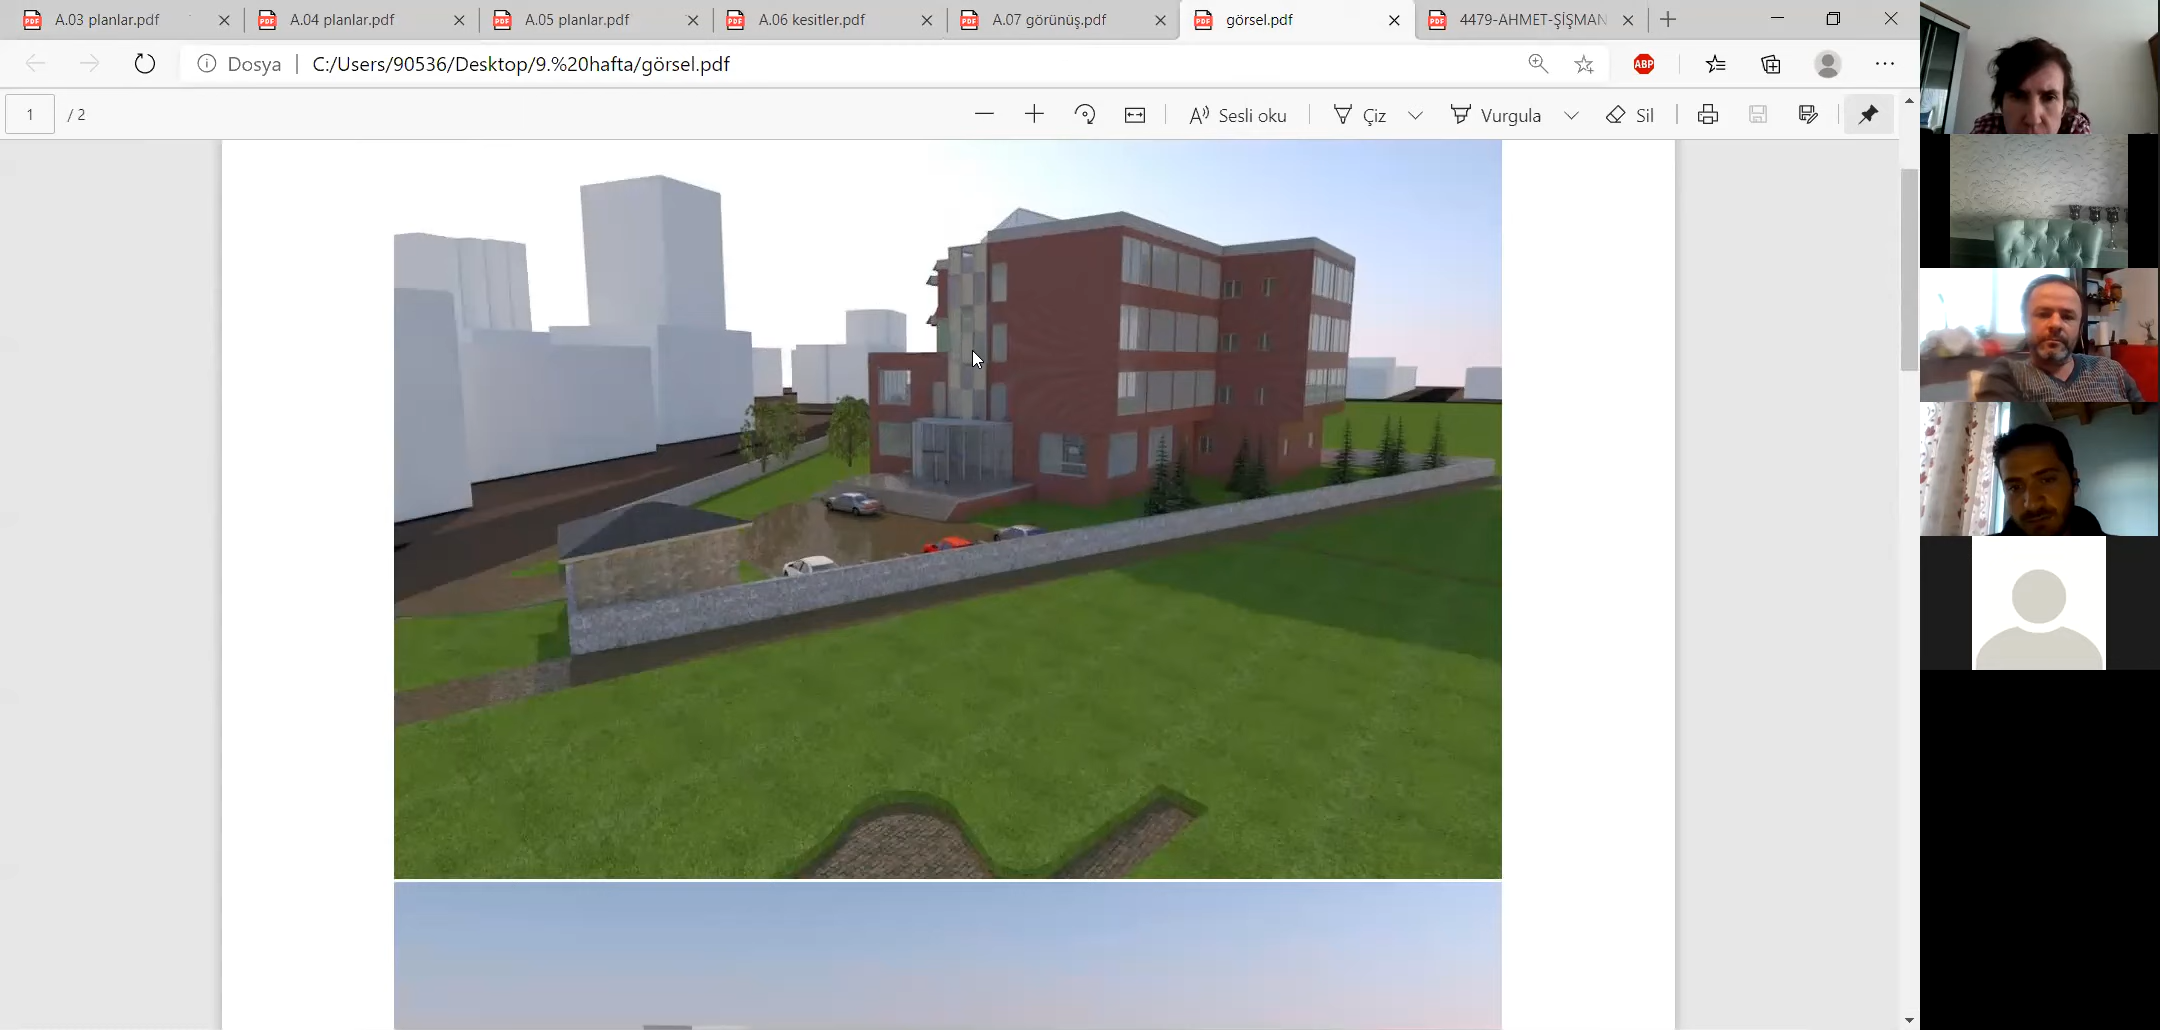 A.03 planlar.pdf
A.04 planlar.pdf
A.05 planlar.pdf
A.06 kesitler.pdf
A.07 görünüş.pdf
görsel.pdf
4479-AHMET-ŞİŞMAN
Dosya
C:/Users/90536/Desktop/9.%20hafta/görsel.pdf
ABP
1
/ 2
Sesli oku
Çiz
Vurgula
Sil